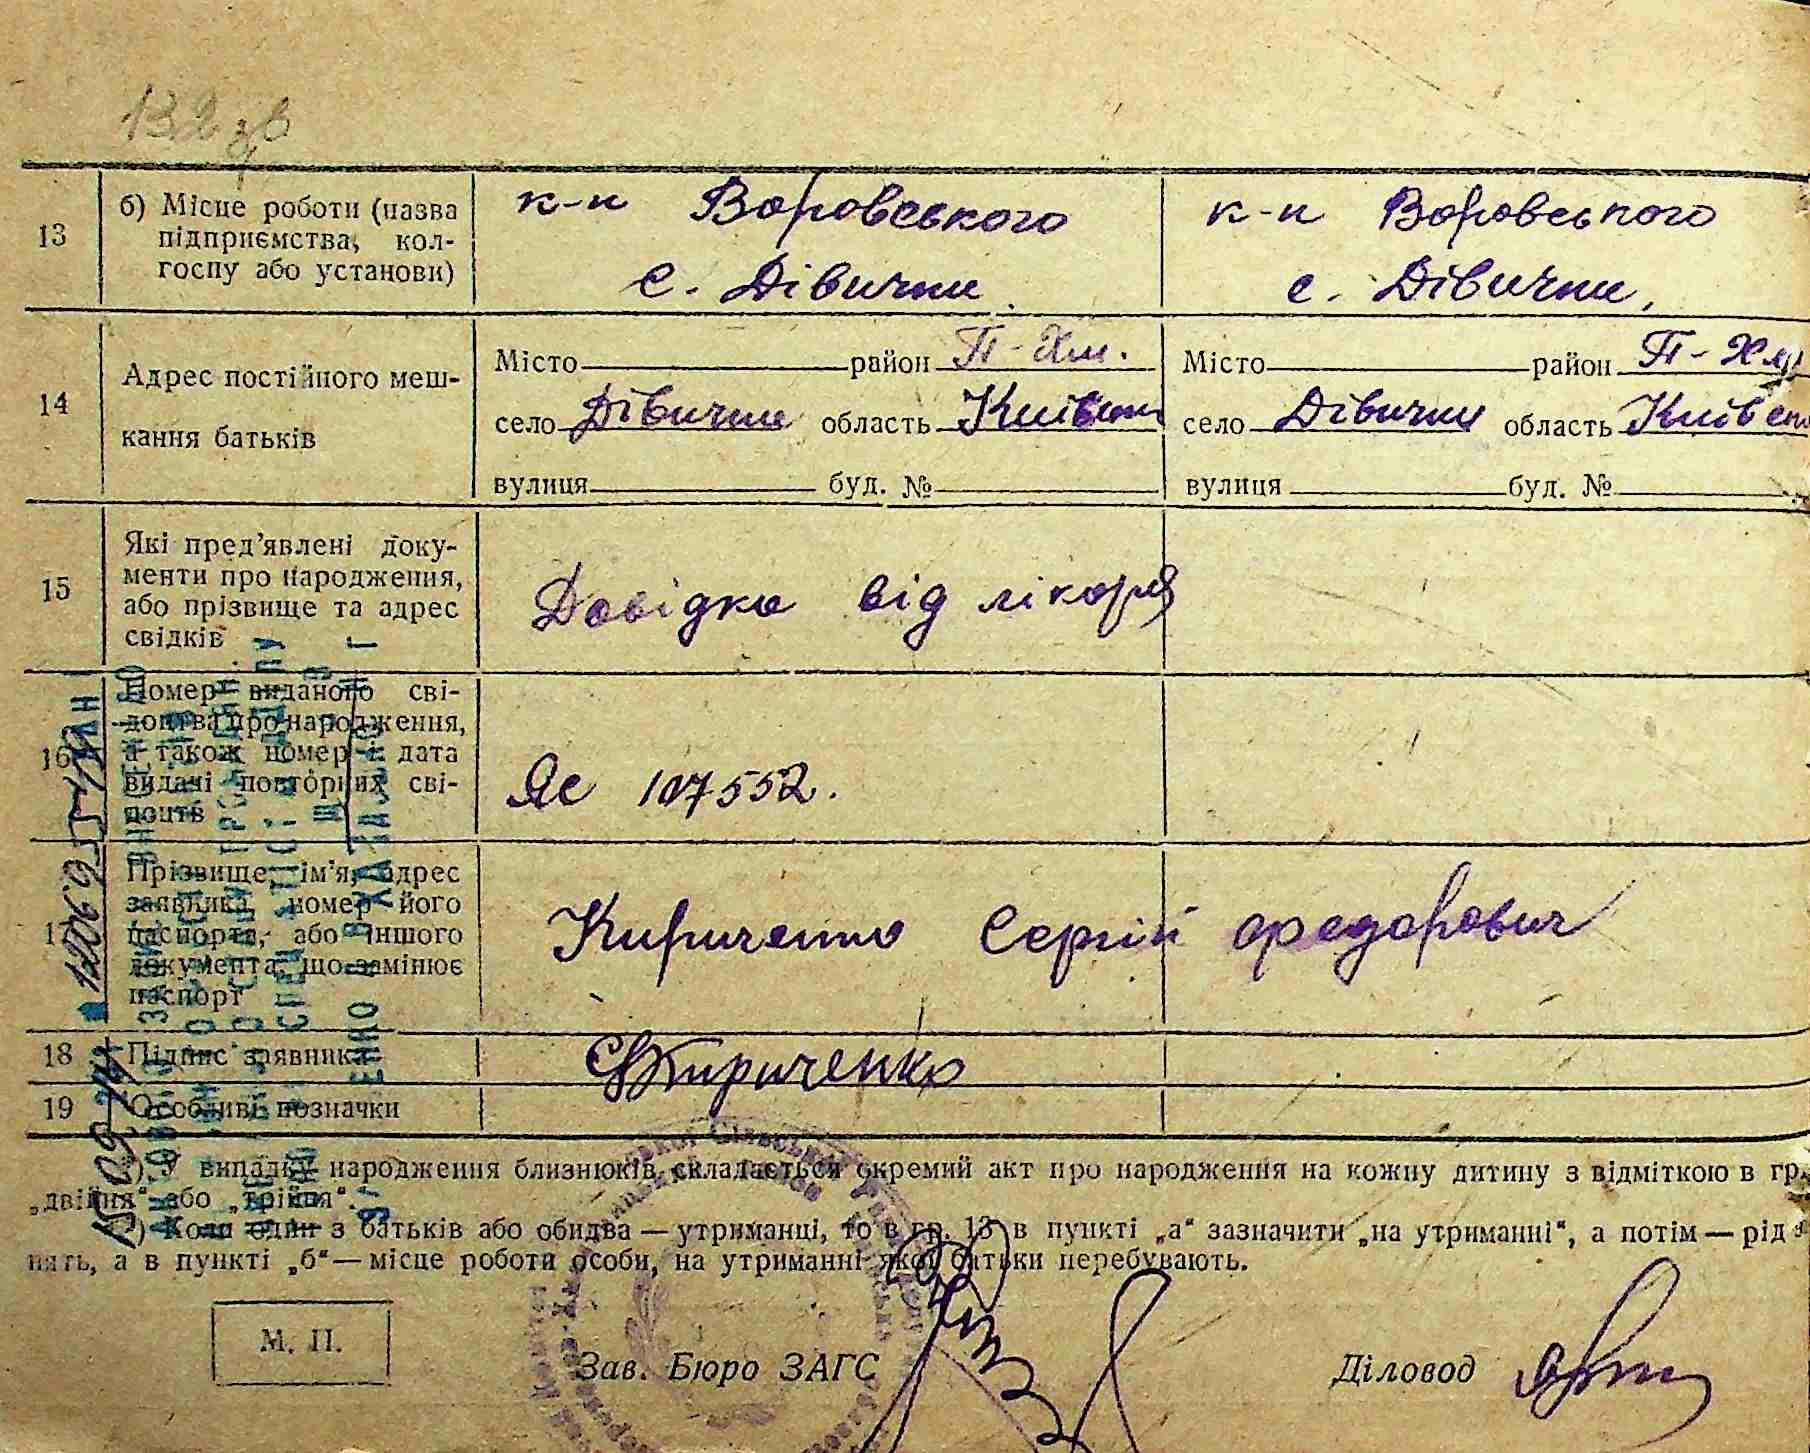 132 зв
13
б) Місце роботи (назва
підприємства, кол-
госпу або установи)
к-п Воровського
с. Дівички
к-п Воровського
с. Дівички,
14
Адрес постійного меш-
кання батьків
Місто район П-Хм.
село Дівички область Київськ
вулиця буд. №
Місто район П-Хм
село Дівички область Київськ
вулиця буд. №
15
Які пред'явлені доку-
менти про народження,
або прізвище та адрес
свідків
Довідка від лікаря
16
Номер виданого сві-
доцтва про народження,
а також номер і дата
видачі повторних сві-
доцтв
Яс 107552.
17
Прізвище, ім'я, адрес
заявника, номер його
паспорта, або іншого
документа, що замінює
паспорт
Кириченко Сергій Федорович
18
Підпис заявника
СКириченко
19
Особливі позначки
*) У випадку народження близнюків складається окремий акт про народження на кожну дитину з відміткою в гр.
„двійня“ або „трійня“.
**) Коли один з батьків або обидва — утриманці, то в гр. 13 в пункті „а“ зазначити „на утриманні“, а потім — рід
нять, а в пункті „б“ — місце роботи особи, на утриманні якої батьки перебувають.
М. П.
Зав. Бюро ЗАГС
Діловод